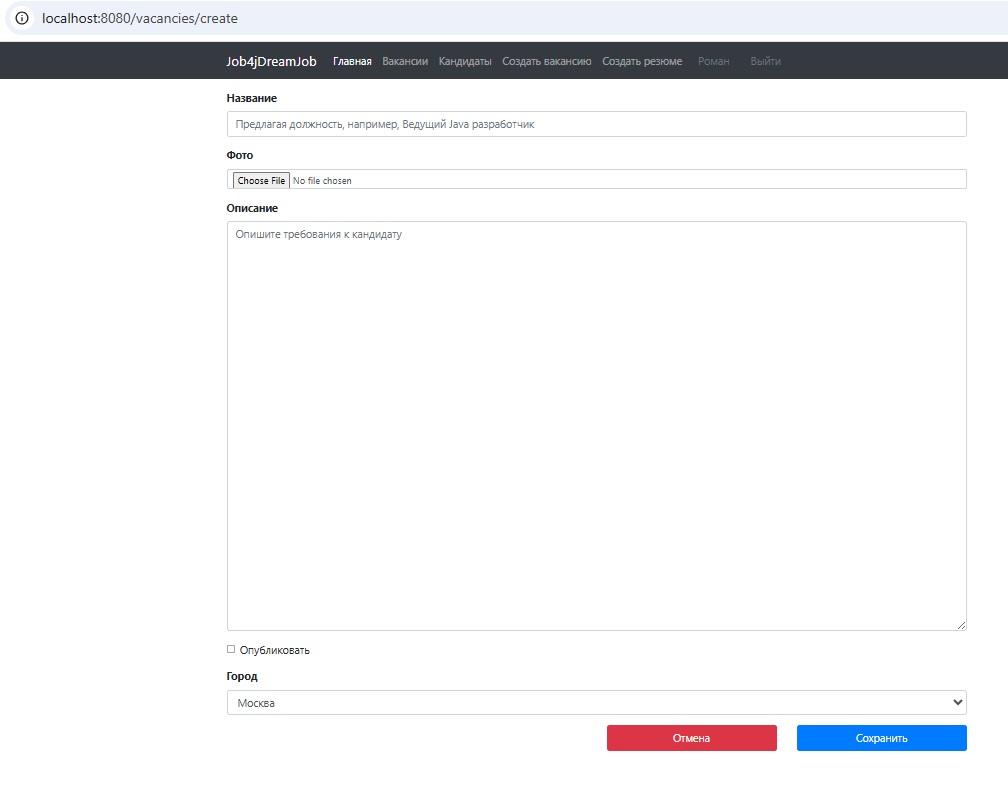 localhost:8080/vacancies/create
Job4jDreamJob Главная Вакансии Кандидаты Создать вакансию Создать резюме Роман Выйти
Название
Предлагая должность, например, Ведущий Java разработчик
Фото
Choose File No file chosen
Описание
Опишите требования к кандидату
Опубликовать
Город
Москва
Отмена Сохранить